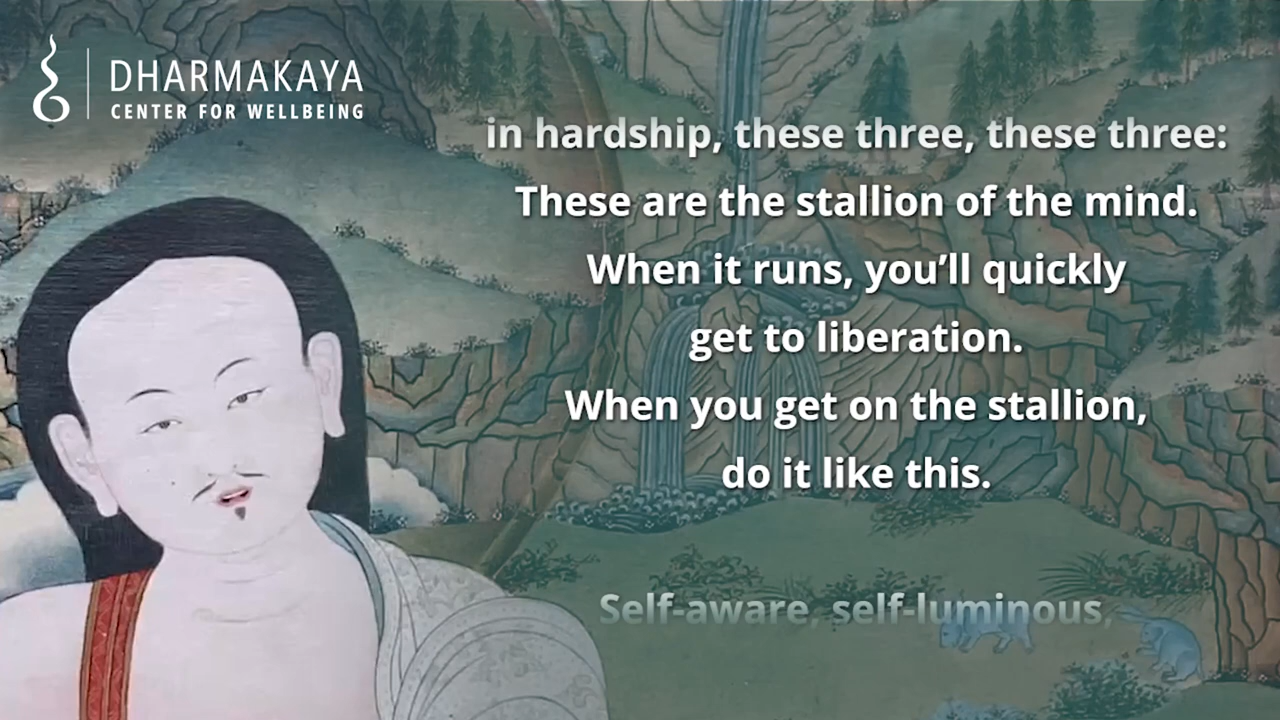 DHARMAKAYA
CENTER FOR WELLBEING
in hardship, these three, these three:
These are the stallion of the mind.
When it runs, you’ll quickly
get to liberation.
When you get on the stallion,
do it like this.
Self-aware, self-luminous,